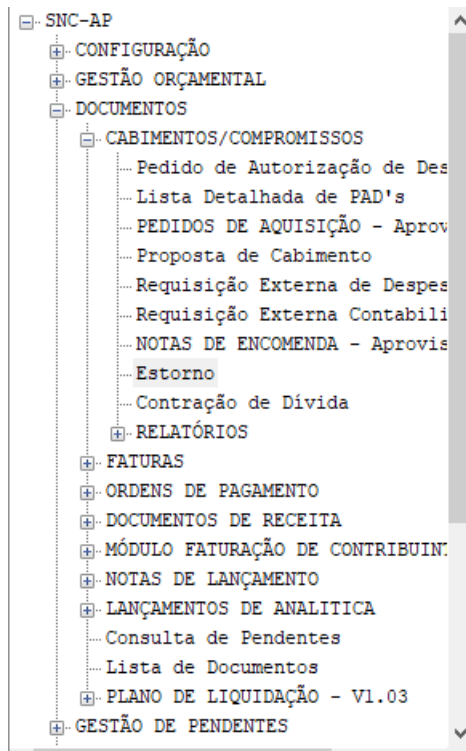 SNC-AP
CONFIGURAÇÃO
GESTÃO ORÇAMENTAL
DOCUMENTOS
CABIMENTOS/COMPROMISSOS
Pedido de Autorização de Des
Lista Detalhada de PAD's
PEDIDOS DE AQUISIÇÃO - Aprov
Proposta de Cabimento
Requisição Externa de Despes
Requisição Externa Contabili
NOTAS DE ENCOMENDA - Aprovis
Estorno
Contração de Dívida
RELATÓRIOS
FATURAS
ORDENS DE PAGAMENTO
DOCUMENTOS DE RECEITA
MÓDULO FATURAÇÃO DE CONTRIBUINT
NOTAS DE LANÇAMENTO
LANÇAMENTOS DE ANALITICA
Consulta de Pendentes
Lista de Documentos
PLANO DE LIQUIDAÇÃO - V1.03
GESTÃO DE PENDENTES